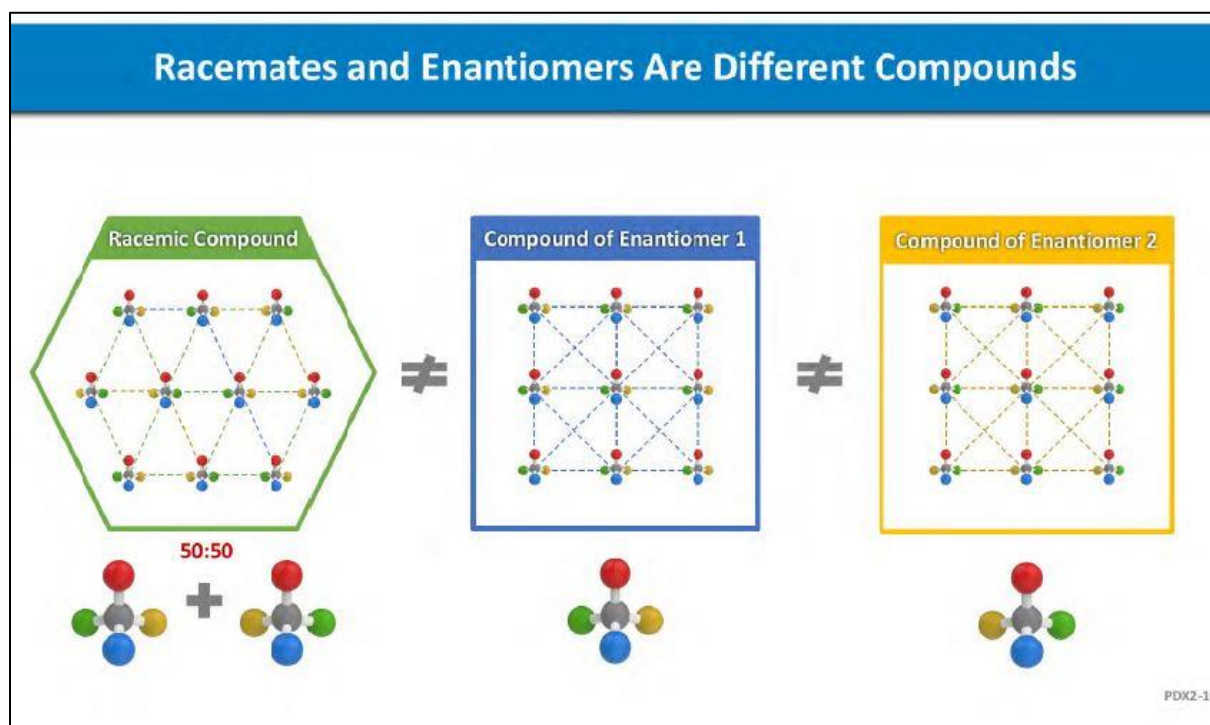 Racemates and Enantiomers Are Different Compounds
Racemic Compound
Compound of Enantiomer 1
Compound of Enantiomer 2
≠
≠
50:50
+
PDX2-1